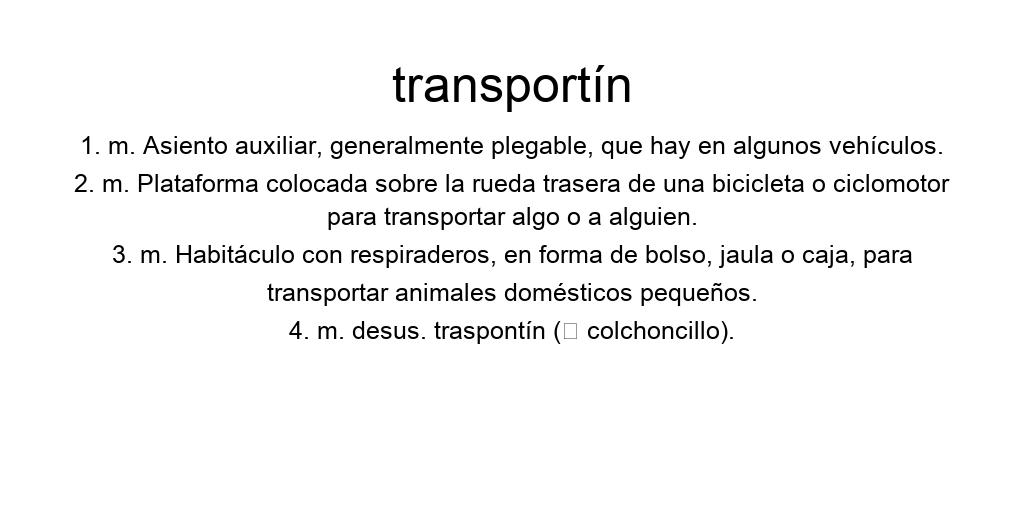 transportín
1. m. Asiento auxiliar, generalmente plegable, que hay en algunos vehículos.
2. m. Plataforma colocada sobre la rueda trasera de una bicicleta o ciclomotor
para transportar algo o a alguien.
3. m. Habitáculo con respiraderos, en forma de bolso, jaula o caja, para
transportar animales domésticos pequeños.
4. m. desus. traspontín (□ colchoncillo).